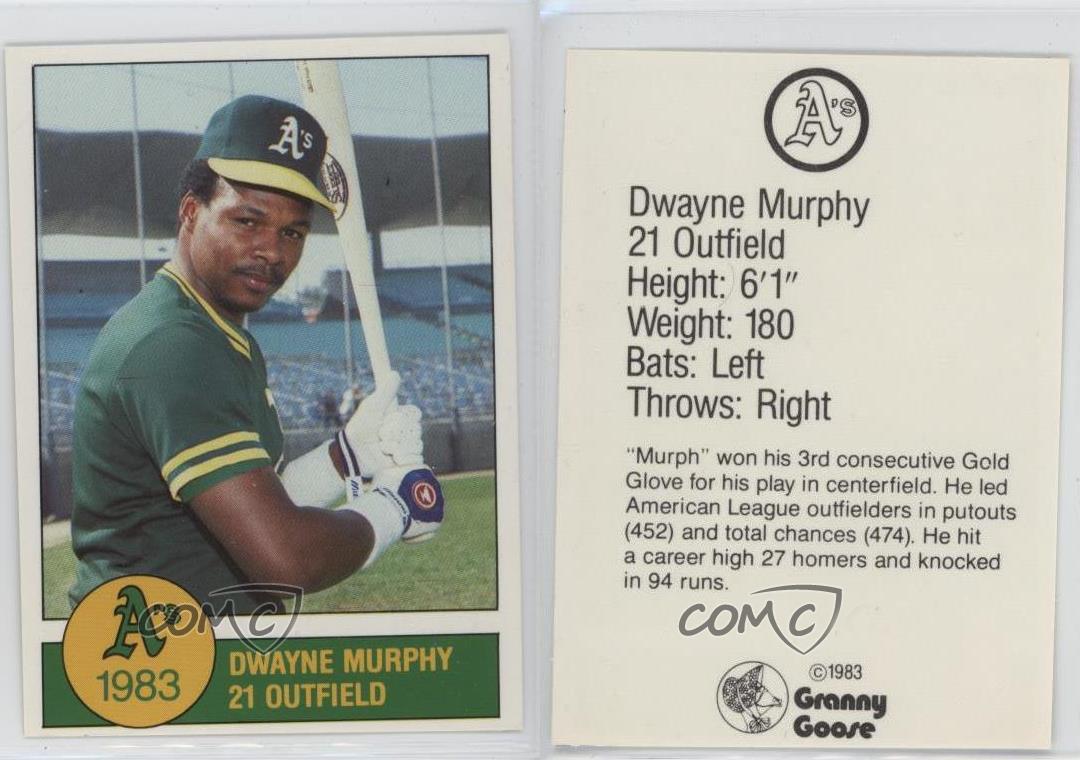 A's
A's
1983
DWAYNE MURPHY
21 OUTFIELD
COMC
A's
Dwayne Murphy
21 Outfield
Height: 6'1"
Weight: 180
Bats: Left
Throws: Right
"Murph" won his 3rd consecutive Gold
Glove for his play in centerfield. He led
American League outfielders in putouts
(452) and total chances (474). He hit
a career high 27 homers and knocked
in 94 runs.
COMC
©1983
Granny
Goose